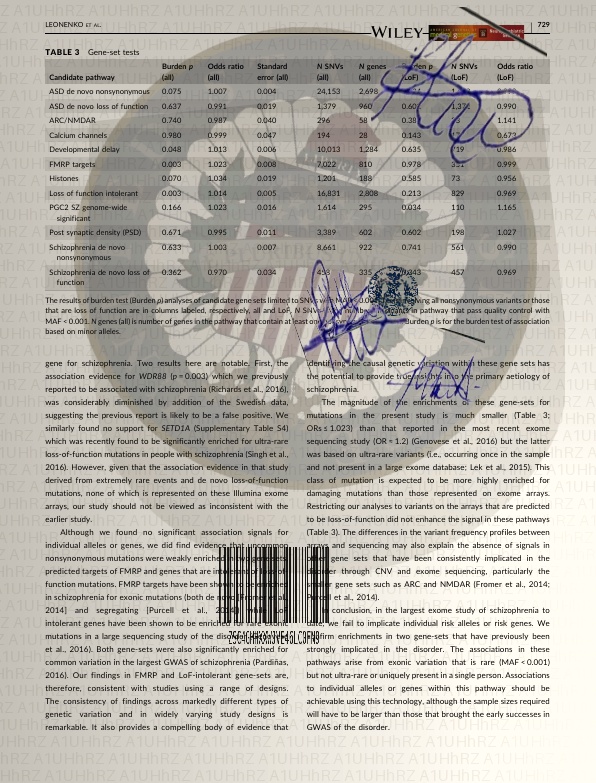 LEONENKO ET AL.
WILEY
729
TABLE 3 Gene-set tests
Candidate pathway Burden p (all) Odds ratio (all) Standard error (all) N SNVs (all) N genes (all) p (LoF) N SNVs (LoF) Odds ratio (LoF)
ASD de novo nonsynonymous 0.075 1.007 0.004 24,153 2,698
ASD de novo loss of function 0.637 0.991 0.019 1,379 960 0.990
ARC/NMDAR 0.740 0.987 0.040 296 58 1.141
Calcium channels 0.980 0.999 0.047 194 28 0.143 0.673
Developmental delay 0.048 1.013 0.006 10,013 1,284 0.635 0.986
FMRP targets 0.003 1.023 0.008 7,022 810 0.978 0.999
Histones 0.070 1.034 0.019 1,201 188 0.585 73 0.956
Loss of function intolerant 0.003 1.014 0.005 16,831 2,808 0.213 829 0.969
PGC2 SZ genome-wide significant 0.166 1.023 0.016 1,614 295 0.034 110 1.165
Post synaptic density (PSD) 0.671 0.995 0.011 3,389 602 0.602 198 1.027
Schizophrenia de novo nonsynonymous 0.633 1.003 0.007 8,661 922 0.741 561 0.990
Schizophrenia de novo loss of function 0.362 0.970 0.034 335 457 0.969
The results of burden test (Burden p) analyses of candidate gene sets limited to SNVs with MAF all nonsynonymous variants or those
that are loss of function are in columns labeled, respectively, all and LoF, N SNVs in pathway that pass quality control with
MAF < 0.001. N genes (all) is number of genes in the pathway that contain at least Burden p is for the burden test of association
based on minor alleles.
gene for schizophrenia. Two results here are notable. First, the
association evidence for WDR88 (p = 0.003) which we previously
reported to be associated with schizophrenia (Richards et al., 2016),
was considerably diminished by addition of the Swedish data,
suggesting the previous report is likely to be a false positive. We
similarly found no support for SETD1A (Supplementary Table S4)
which was recently found to be significantly enriched for ultra-rare
loss-of-function mutations in people with schizophrenia (Singh et al.,
2016). However, given that the association evidence in that study
derived from extremely rare events and de novo loss-of-function
mutations, none of which is represented on these Illumina exome
arrays, our study should not be viewed as inconsistent with the
earlier study.
Although we found no significant association signals for
individual alleles or genes, we did find evidence that uncommon
nonsynonymous mutations were weakly enriched in two gene-sets
predicted targets of FMRP and genes that are intolerant of loss of
function mutations. FMRP targets have been shown to be enriched
in schizophrenia for exonic mutations (both de novo [Fromer et al.,
2014] and segregating [Purcell et al., 2014]) while LoF
intolerant genes have been shown to be enriched for rare exonic
mutations in a large sequencing study of the disorder
et al., 2016). Both gene-sets were also significantly enriched for
common variation in the largest GWAS of schizophrenia (Pardiñas,
2016). Our findings in FMRP and LoF-intolerant gene-sets are,
therefore, consistent with studies using a range of designs.
The consistency of findings across markedly different types of
genetic variation and in widely varying study designs is
remarkable. It also provides a compelling body of evidence that
identifying the causal genetic variation within these gene sets has
the potential to provide true insights into the primary aetiology of
schizophrenia.
The magnitude of the enrichments of these gene-sets for
mutations in the present study is much smaller (Table 3;
ORs ≤ 1.023) than that reported in the most recent exome
sequencing study (OR ≈ 1.2) (Genovese et al., 2016) but the latter
was based on ultra-rare variants (i.e., occurring once in the sample
and not present in a large exome database; Lek et al., 2015). This
class of mutation is expected to be more highly enriched for
damaging mutations than those represented on exome arrays.
Restricting our analyses to variants on the arrays that are predicted
to be loss-of-function did not enhance the signal in these pathways
(Table 3). The differences in the variant frequency profiles between
arrays and sequencing may also explain the absence of signals in
other gene sets that have been consistently implicated in the
disorder through CNV and exome sequencing, particularly the
smaller gene sets such as ARC and NMDAR (Fromer et al., 2014;
Purcell et al., 2014).
In conclusion, in the largest exome study of schizophrenia to
date, we fail to implicate individual risk alleles or risk genes. We
confirm enrichments in two gene-sets that have previously been
strongly implicated in the disorder. The associations in these
pathways arise from exonic variation that is rare (MAF < 0.001)
but not ultra-rare or uniquely present in a single person. Associations
to individual alleles or genes within this pathway should be
achievable using this technology, although the sample sizes required
will have to be larger than those that brought the early successes in
GWAS of the disorder.